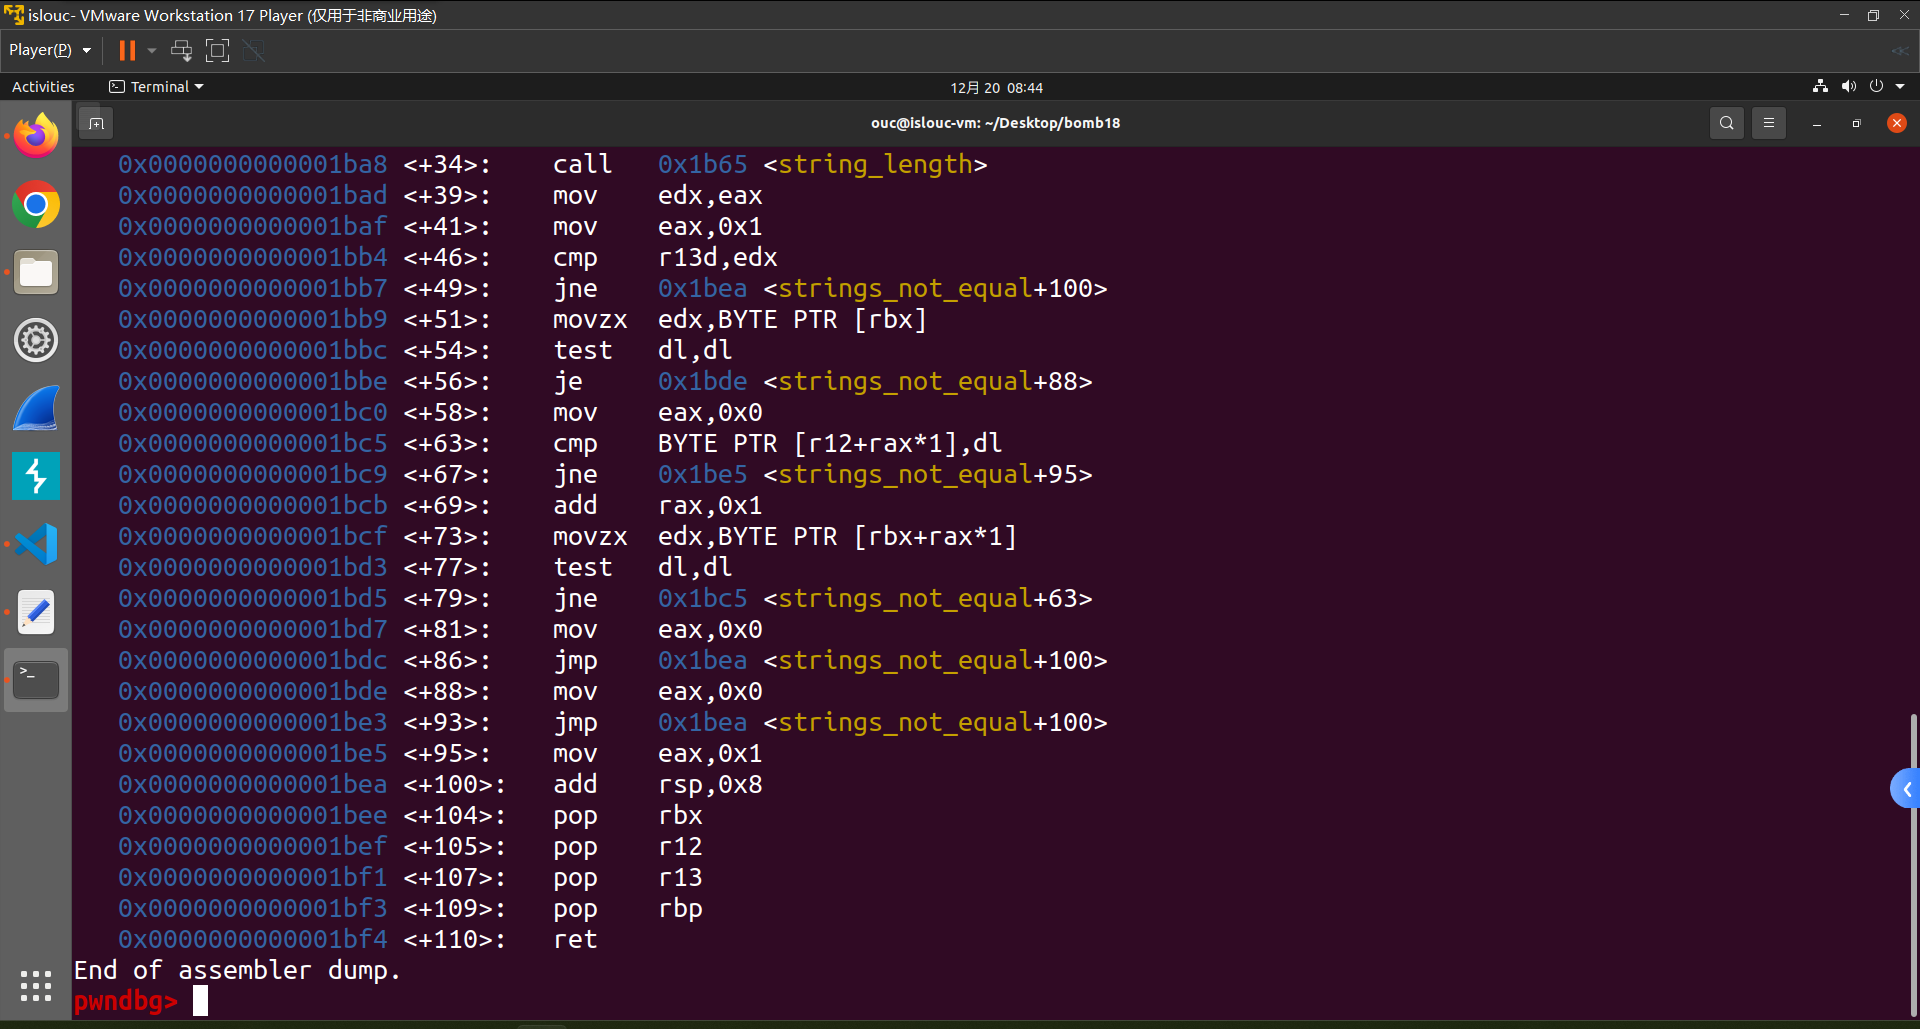 islouc- VMware Workstation 17 Player (仅用于非商业用途)
Player(P)
Activities Terminal 12月 20 08:44
ouc@islouc-vm: ~/Desktop/bomb18
0x0000000000001ba8 <+34>: call 0x1b65 <string_length>
0x0000000000001bad <+39>: mov edx,eax
0x0000000000001baf <+41>: mov eax,0x1
0x0000000000001bb4 <+46>: cmp r13d,edx
0x0000000000001bb7 <+49>: jne 0x1bea <strings_not_equal+100>
0x0000000000001bb9 <+51>: movzx edx,BYTE PTR [rbx]
0x0000000000001bbc <+54>: test dl,dl
0x0000000000001bbe <+56>: je 0x1bde <strings_not_equal+88>
0x0000000000001bc0 <+58>: mov eax,0x0
0x0000000000001bc5 <+63>: cmp BYTE PTR [r12+rax*1],dl
0x0000000000001bc9 <+67>: jne 0x1be5 <strings_not_equal+95>
0x0000000000001bcb <+69>: add rax,0x1
0x0000000000001bcf <+73>: movzx edx,BYTE PTR [rbx+rax*1]
0x0000000000001bd3 <+77>: test dl,dl
0x0000000000001bd5 <+79>: jne 0x1bc5 <strings_not_equal+63>
0x0000000000001bd7 <+81>: mov eax,0x0
0x0000000000001bdc <+86>: jmp 0x1bea <strings_not_equal+100>
0x0000000000001bde <+88>: mov eax,0x0
0x0000000000001be3 <+93>: jmp 0x1bea <strings_not_equal+100>
0x0000000000001be5 <+95>: mov eax,0x1
0x0000000000001bea <+100>: add rsp,0x8
0x0000000000001bee <+104>: pop rbx
0x0000000000001bef <+105>: pop r12
0x0000000000001bf1 <+107>: pop r13
0x0000000000001bf3 <+109>: pop rbp
0x0000000000001bf4 <+110>: ret
End of assembler dump.
pwndbg>